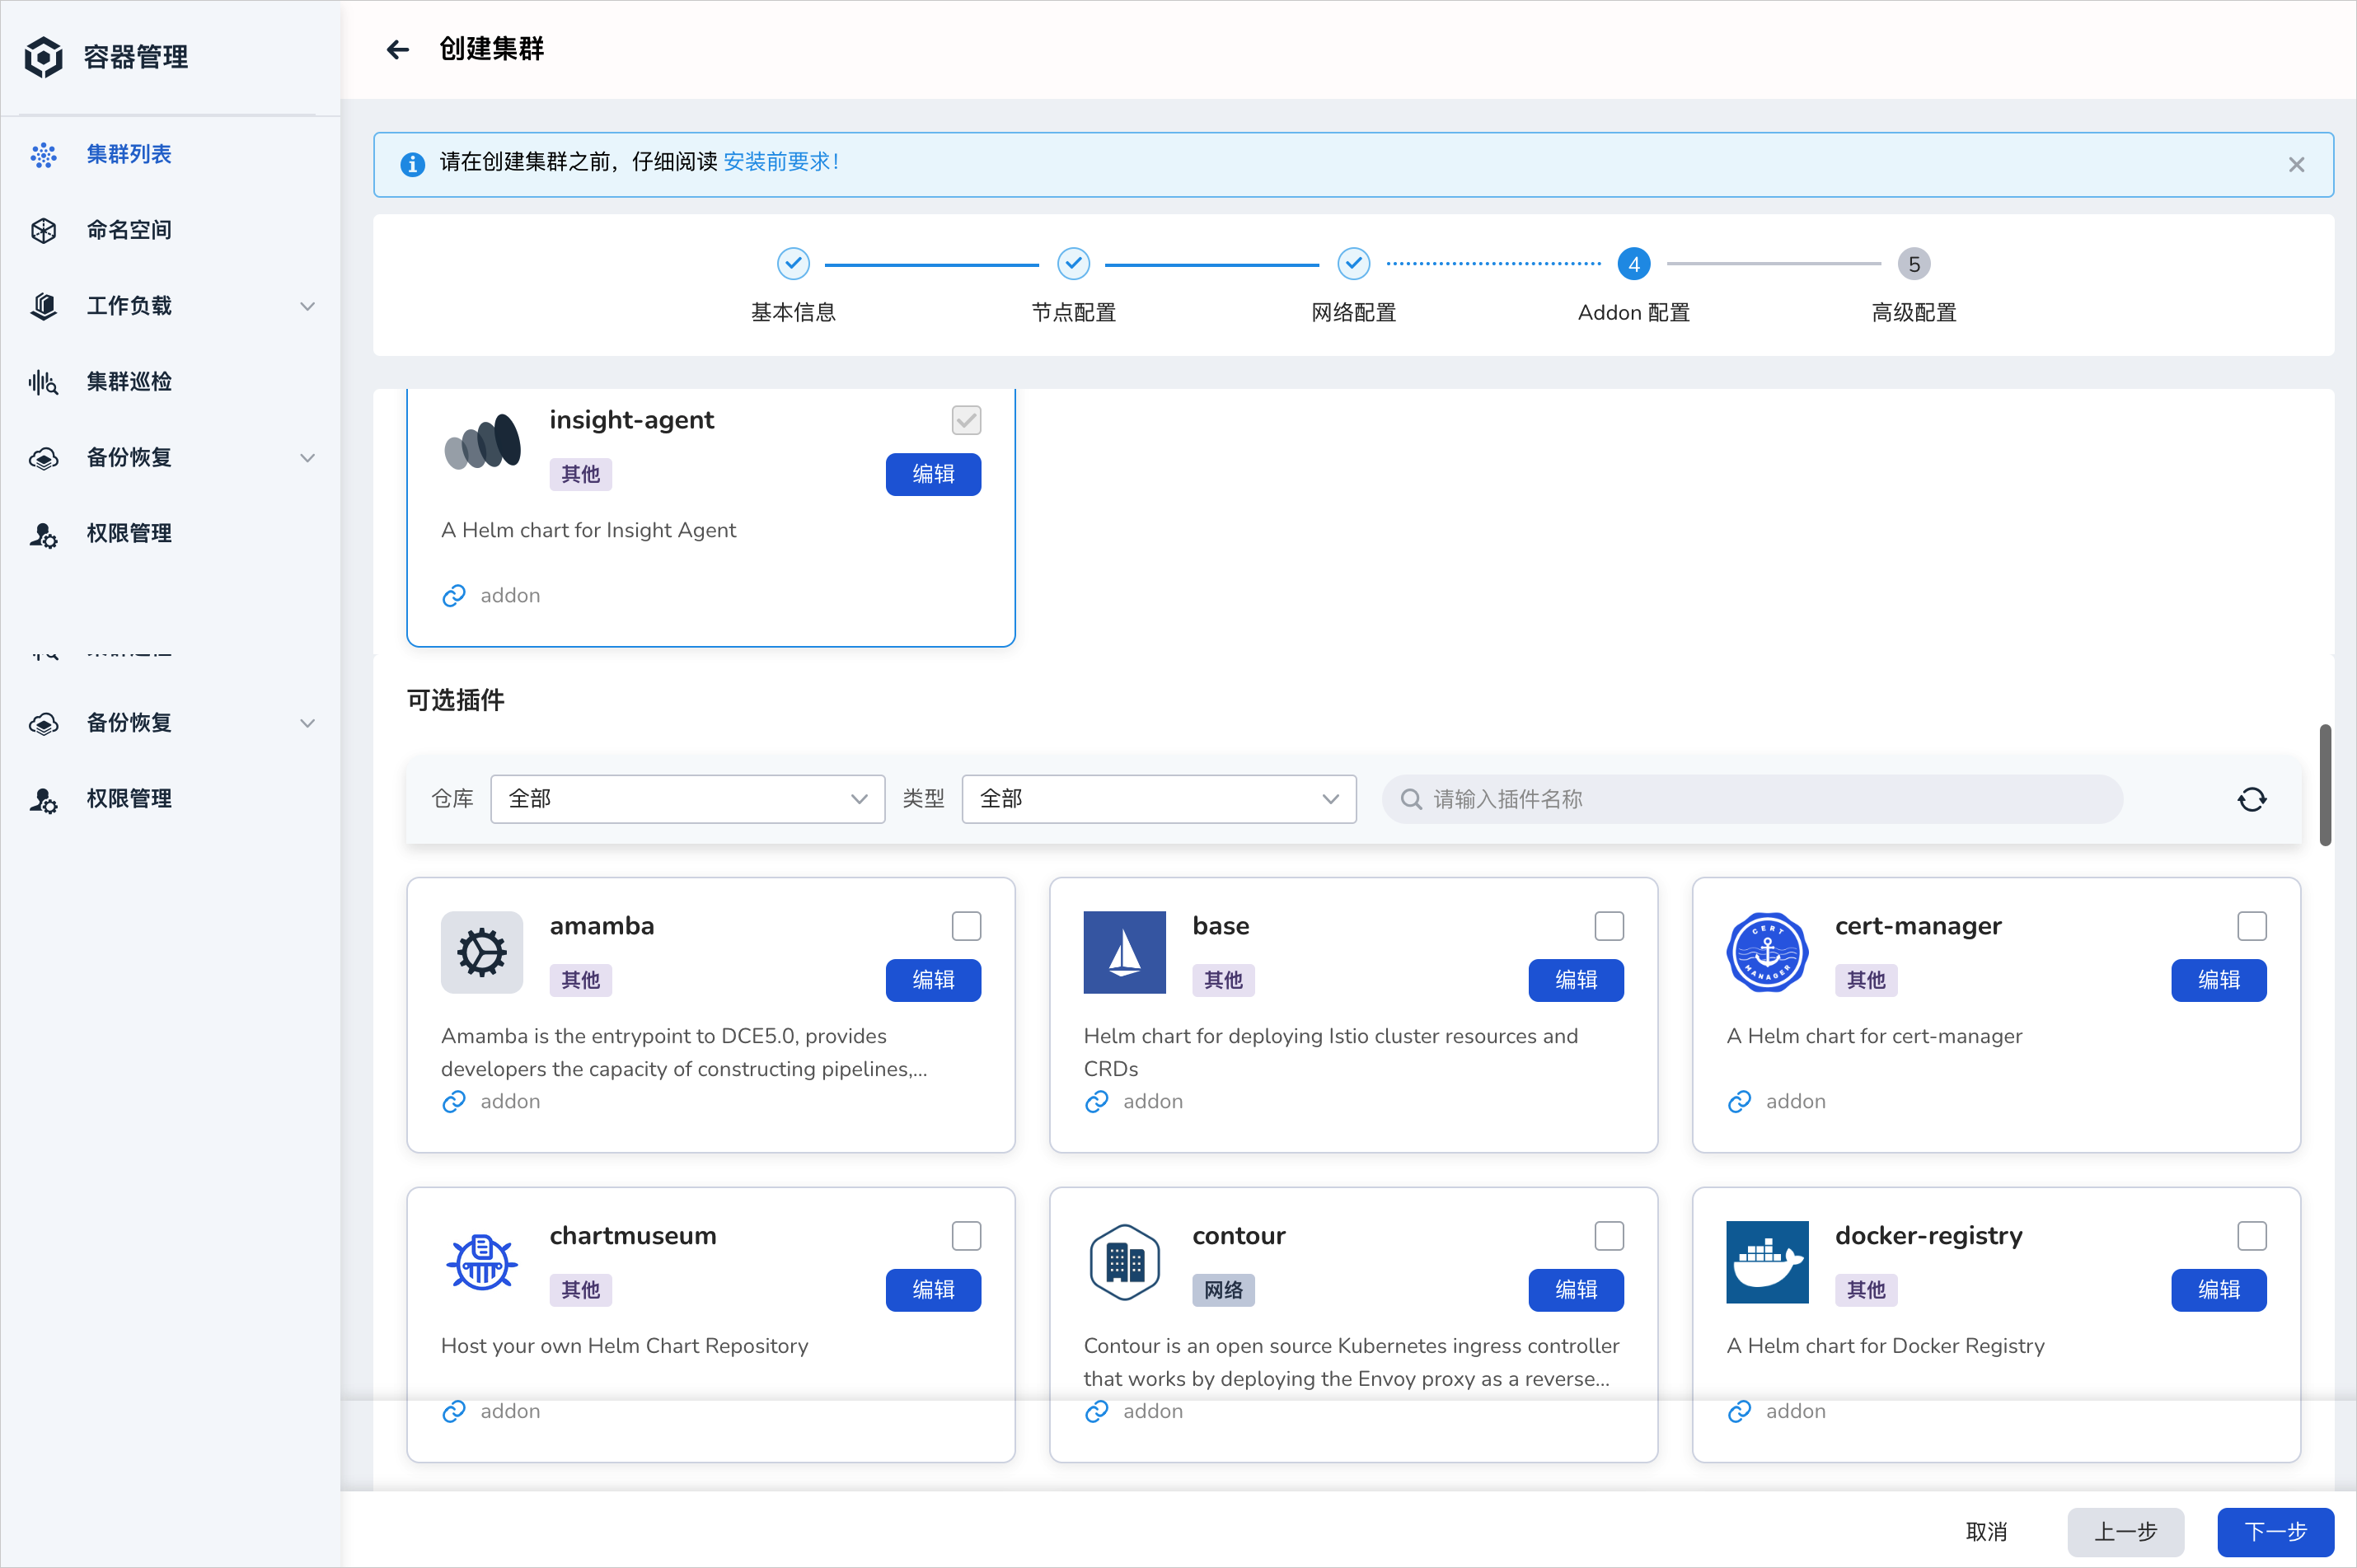 容器管理
集群列表
命名空间
工作负载
集群巡检
备份恢复
权限管理
备份恢复
权限管理
创建集群
请在创建集群之前，仔细阅读 安装前要求！
4
5
基本信息
节点配置
网络配置
Addon 配置
高级配置
insight-agent
其他
编辑
A Helm chart for Insight Agent
addon
可选插件
仓库 全部 类型 全部 请输入插件名称
amamba
其他
编辑
Amamba is the entrypoint to DCE5.0, provides
developers the capacity of constructing pipelines,...
addon
base
其他
编辑
Helm chart for deploying Istio cluster resources and
CRDs
addon
CERT
MANAGER
cert-manager
其他
编辑
A Helm chart for cert-manager
addon
chartmuseum
其他
编辑
Host your own Helm Chart Repository
addon
contour
网络
编辑
Contour is an open source Kubernetes ingress controller
that works by deploying the Envoy proxy as a reverse...
addon
docker-registry
其他
编辑
A Helm chart for Docker Registry
addon
取消
上一步
下一步